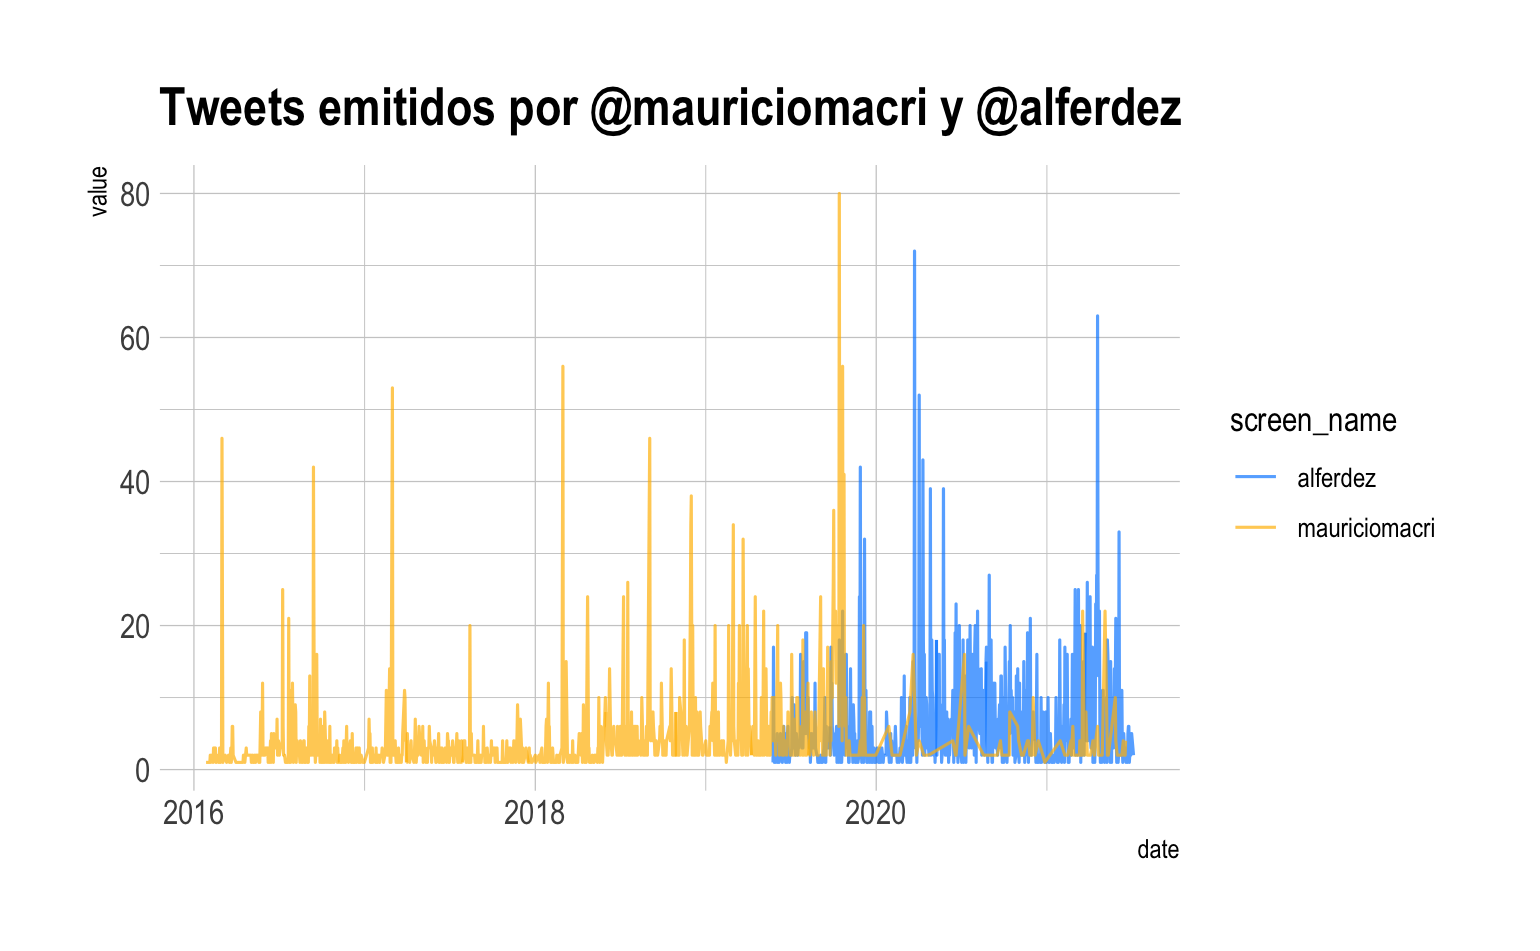 Tweets emitidos por @mauriciomacri y @alferdez
value
80
60
40
20
0
2016
2018
2020
date
screen_name
alferdez
mauriciomacri